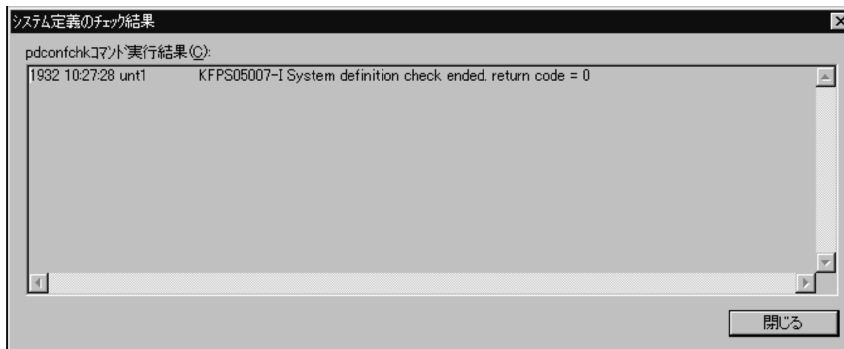 システム定義のチェック結果
pdconfchkコマンド実行結果(C):
1932 10:27:28 unt1 KFPS05007-I System definition check ended. return code = 0
閉じる